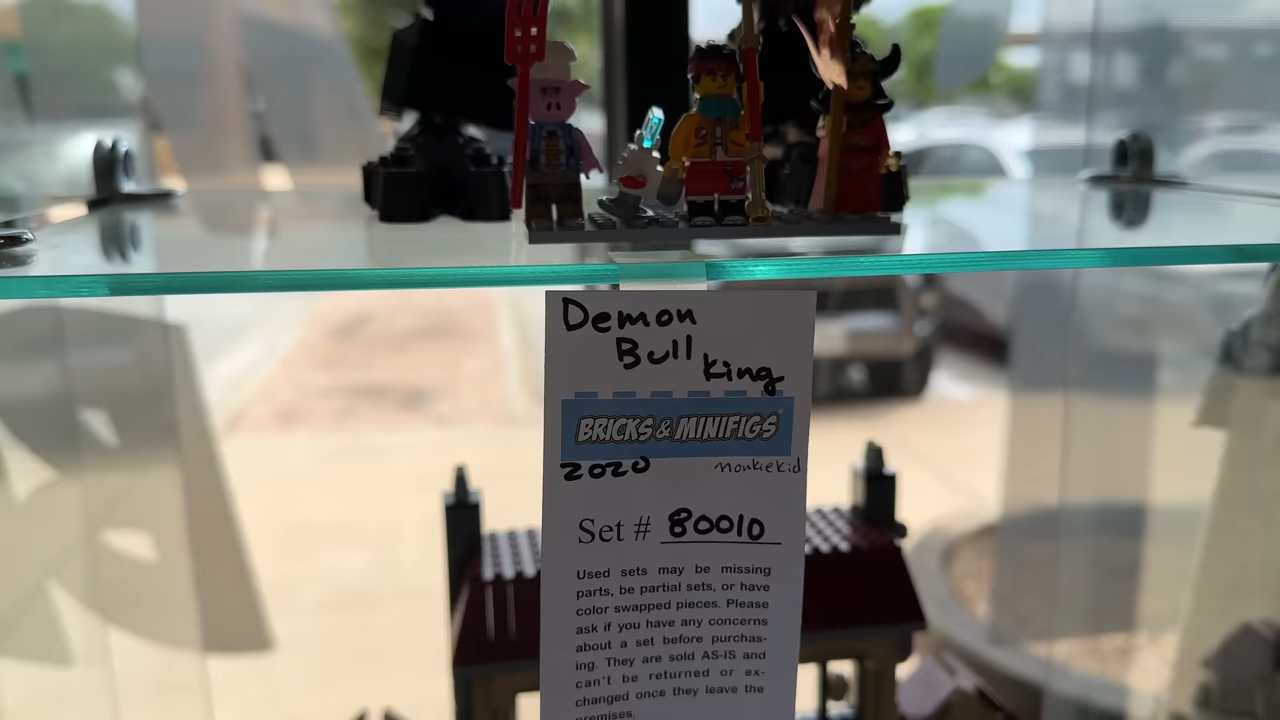 Demon
Bull King
BRICKS & MINIFIGS
2020 monkiekid
Set # 80010
Used sets may be missing
parts, be partial sets, or have
color swapped pieces. Please
ask if you have any concerns
about a set before purchas-
ing. They are sold AS-IS and
can't be returned or ex-
changed once they leave the
premises.